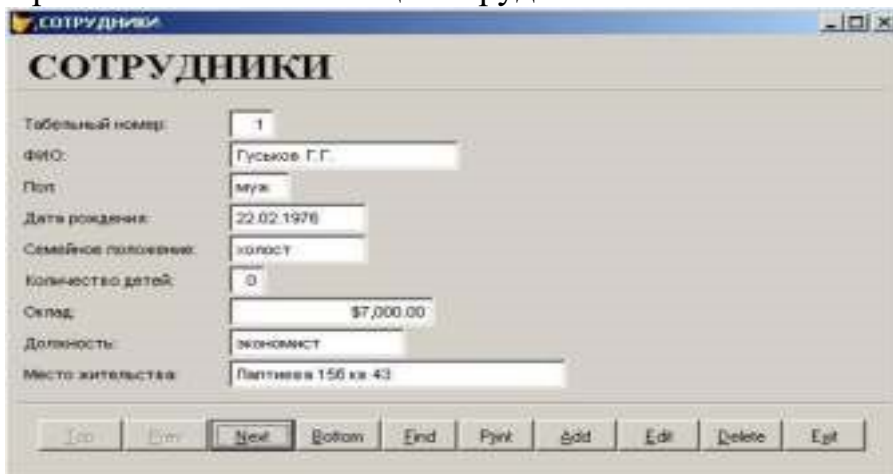 СОТРУДНИКИ
СОТРУДНИКИ
Табельный номер: 1
ФИО: Гуськов Г.Г.
Пол: муж
Дата рождения: 22.02.1976
Семейное положение: холост
Количество детей: 0
Оклад: $7,000.00
Должность: экономист
Место жительства: 156 кв 43
Top Prev Next Bottom Find Print Add Edit Delete Exit